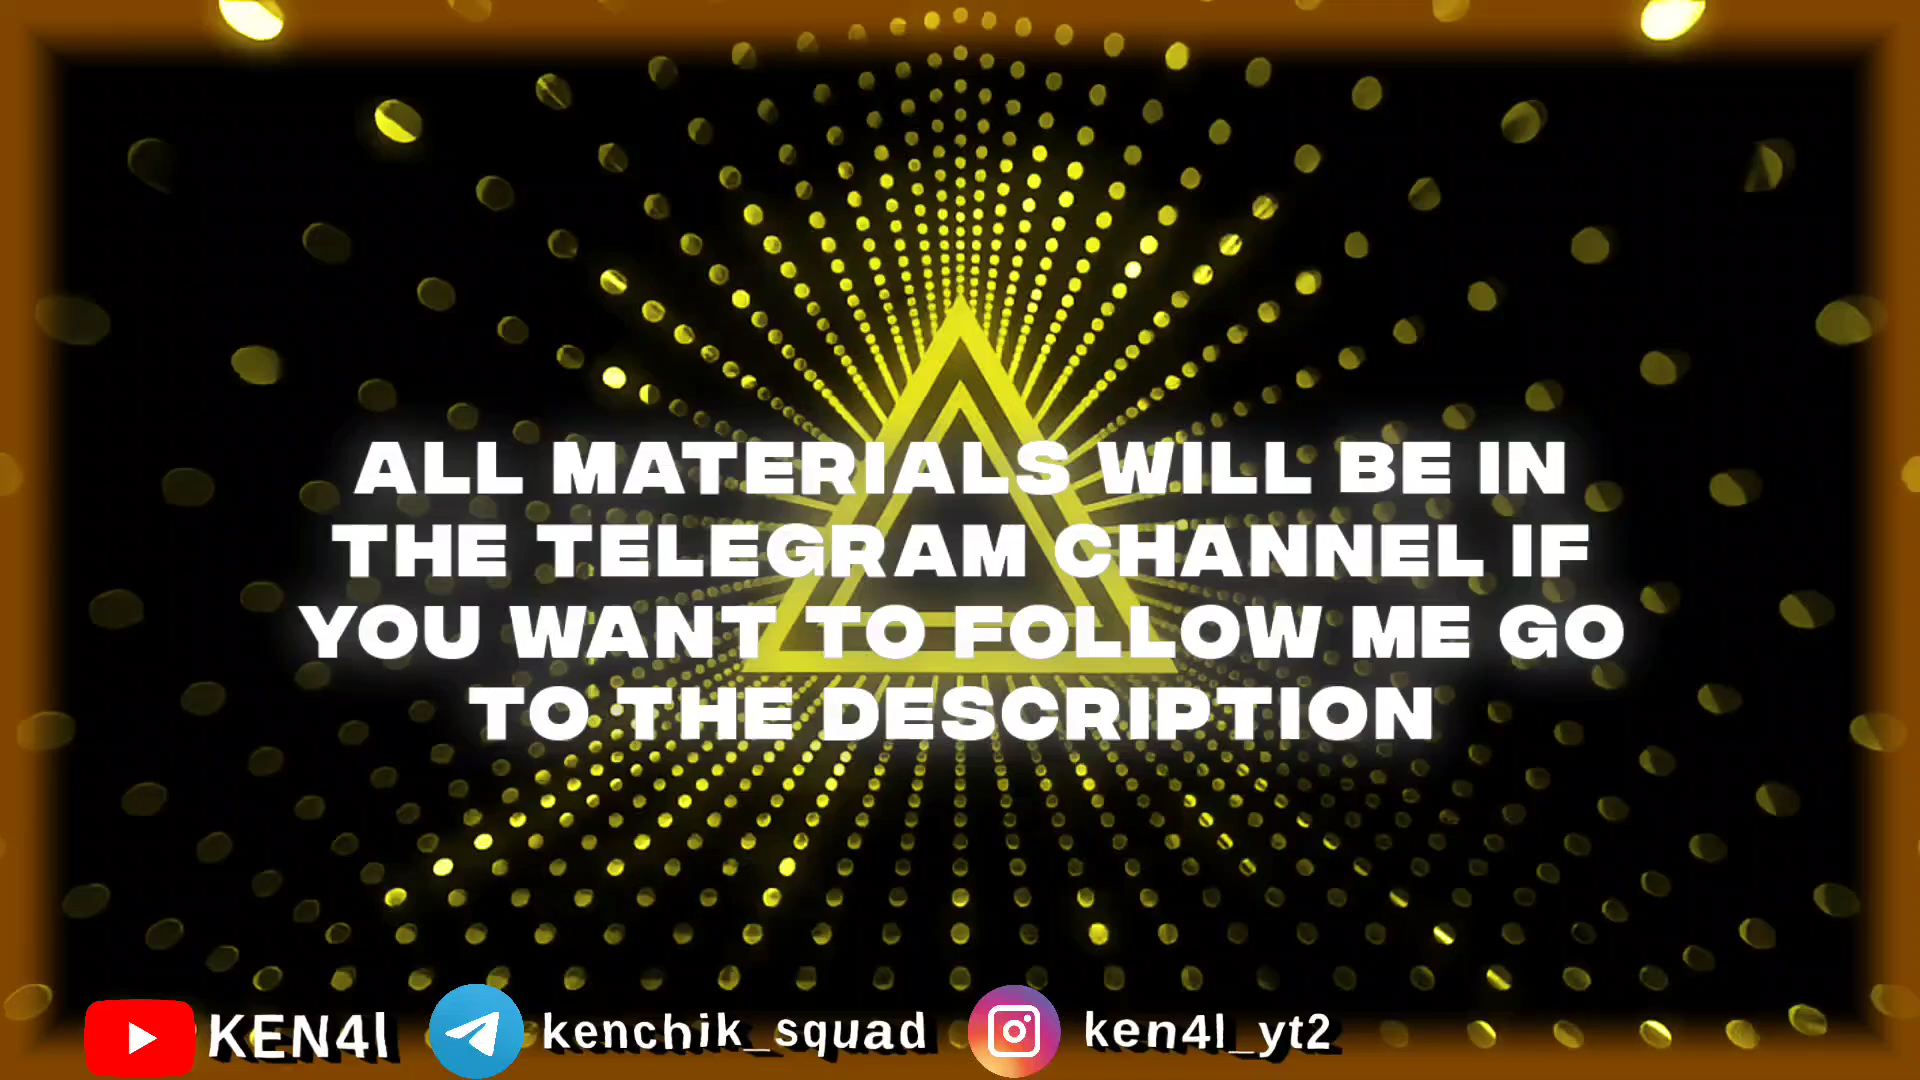 ALL MATERIALS WILL BE IN
THE TELEGRAM CHANNEL IF
YOU WANT TO FOLLOW ME GO
TO THE DESCRIPTION
KEN4l kenchik_squad ken4l_yt2